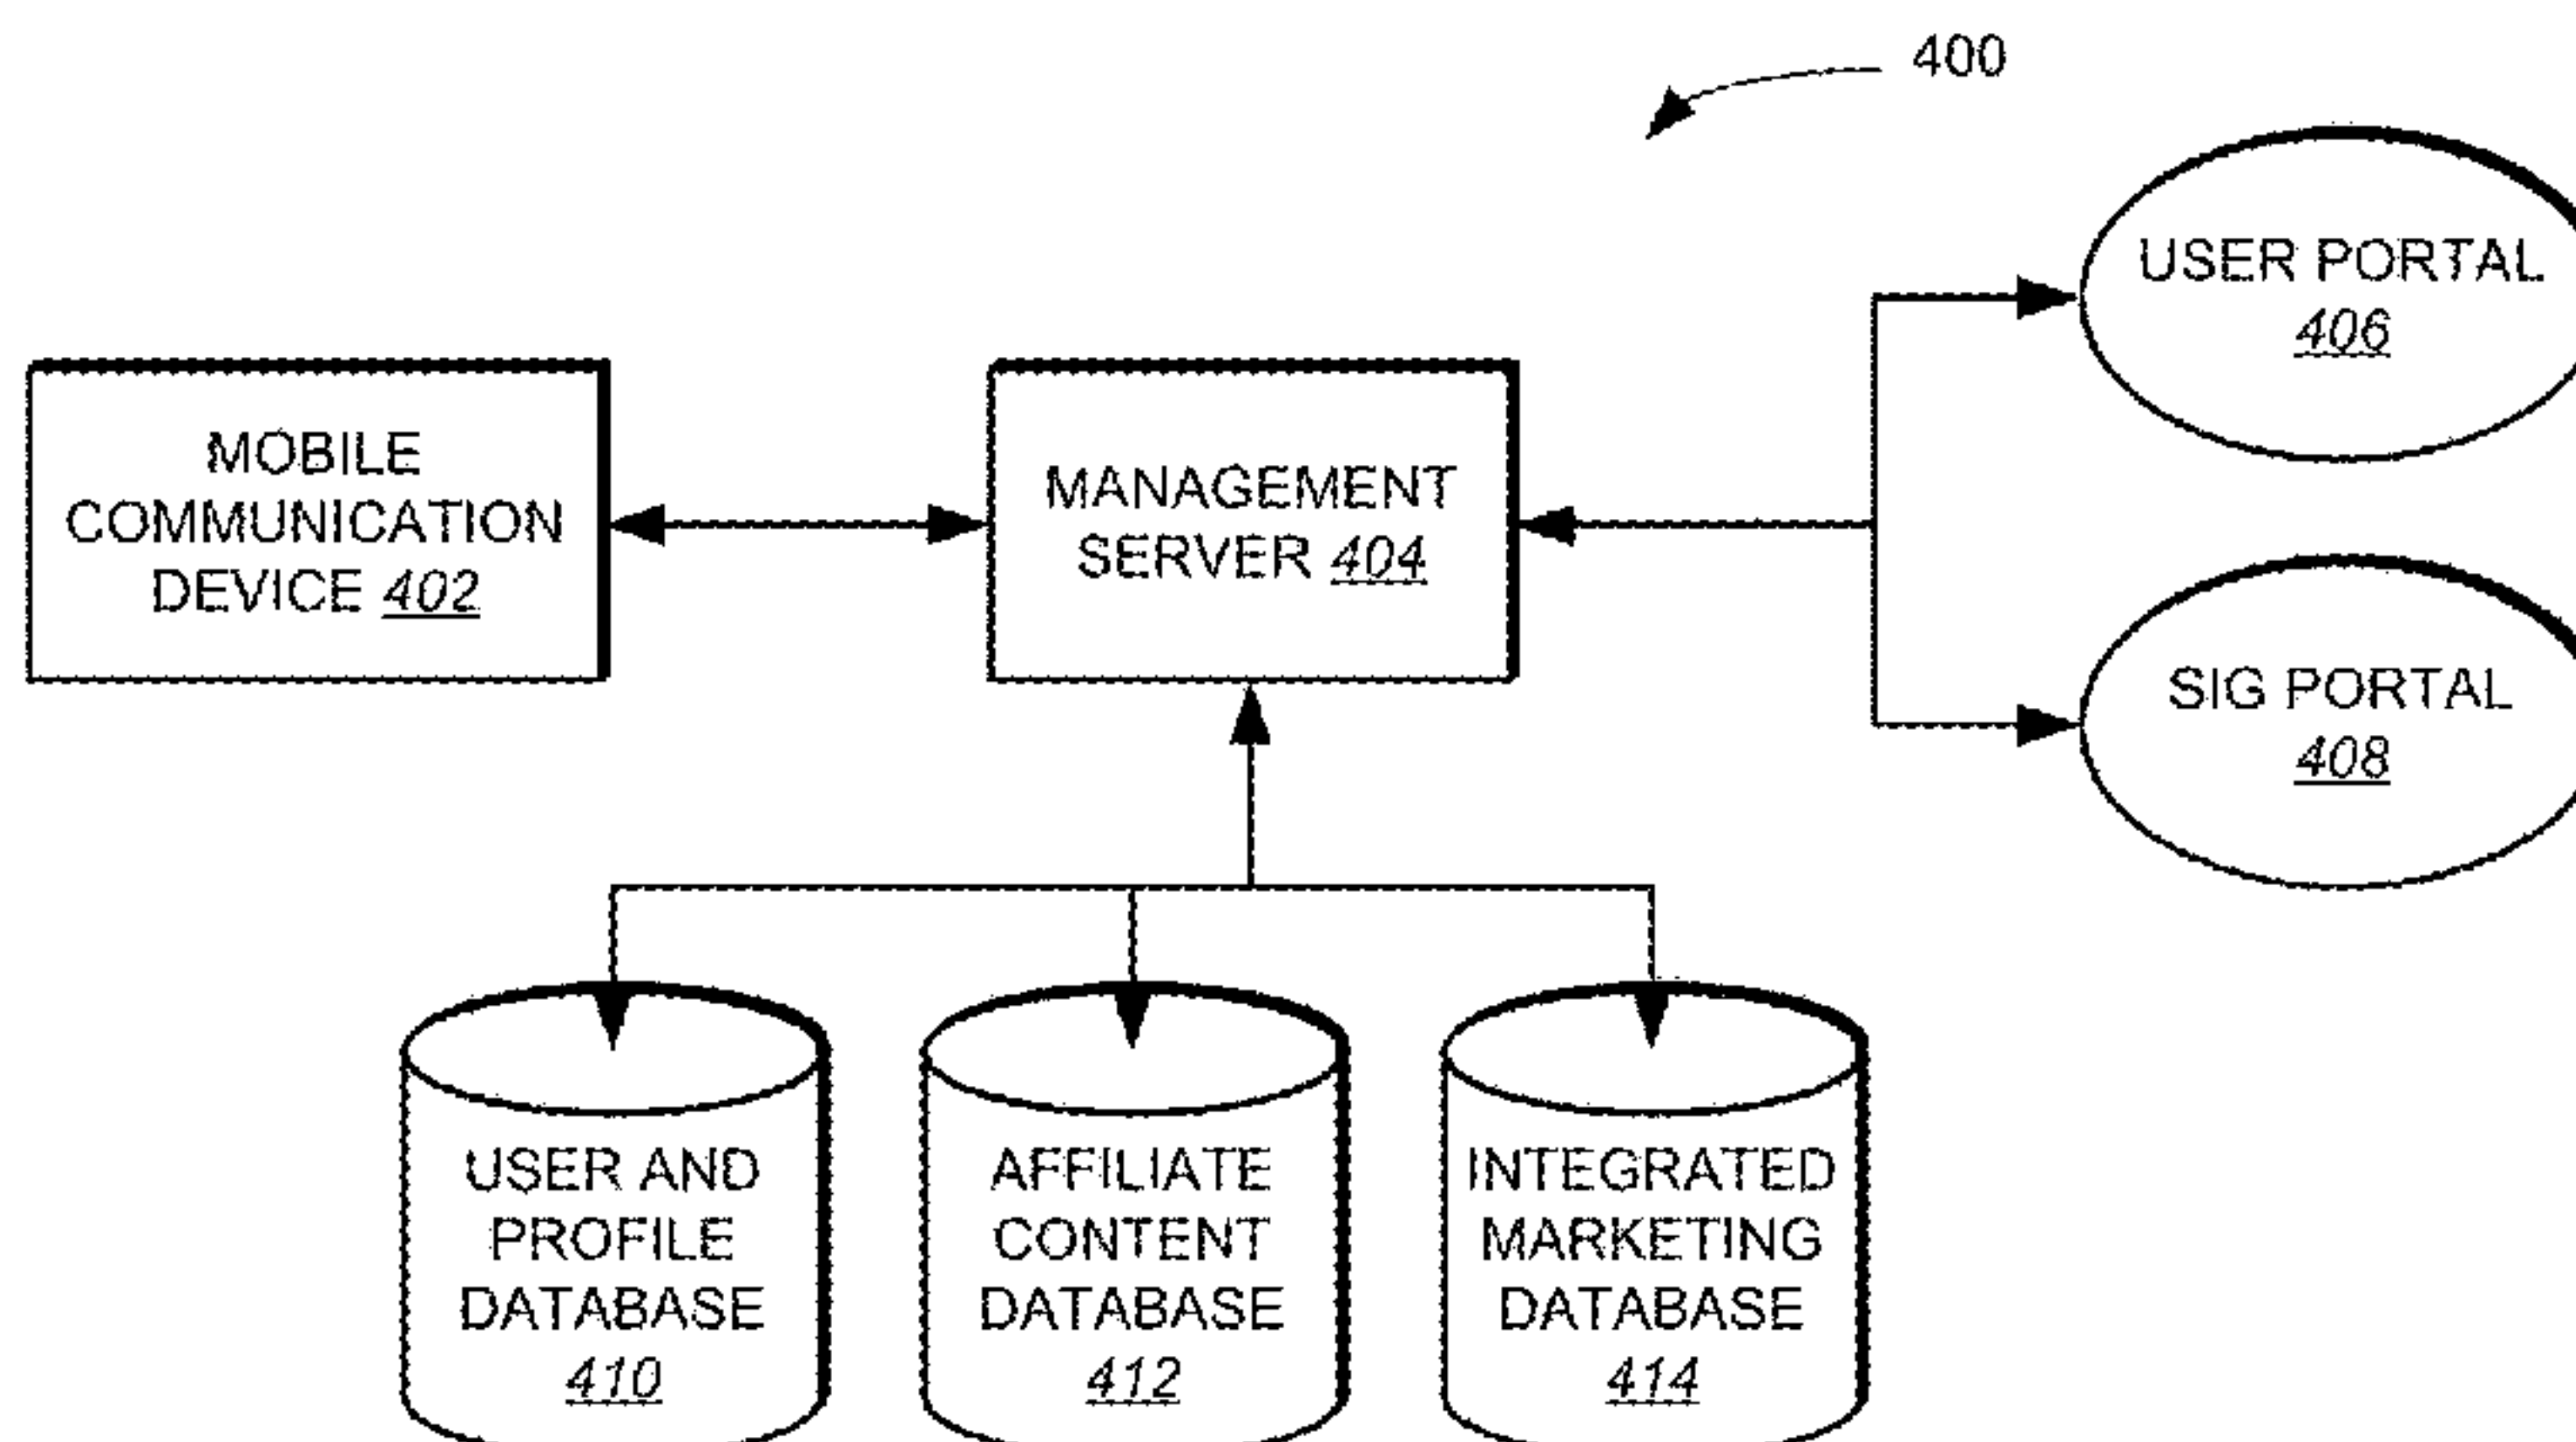 400
USER PORTAL
406
MOBILE
COMMUNICATION
DEVICE 402
MANAGEMENT
SERVER 404
SIG PORTAL
408
USER AND
PROFILE
DATABASE
410
AFFILIATE
CONTENT
DATABASE
412
INTEGRATED
MARKETING
DATABASE
414